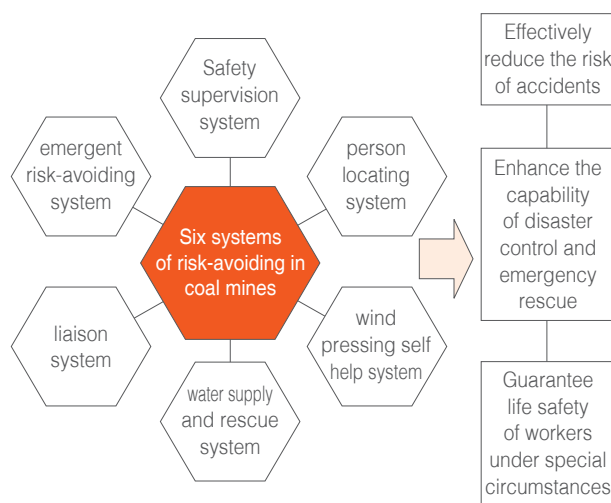 Safety
supervision
system
person
locating
system
wind
pressing self
help system
water supply
and rescue
system
liaison
system
emergent
risk-avoiding
system
Six systems
of risk-avoiding in
coal mines
Effectively
reduce the risk
of accidents
Enhance the
capability
of disaster
control and
emergency
rescue
Guarantee
life safety
of workers
under special
circumstances